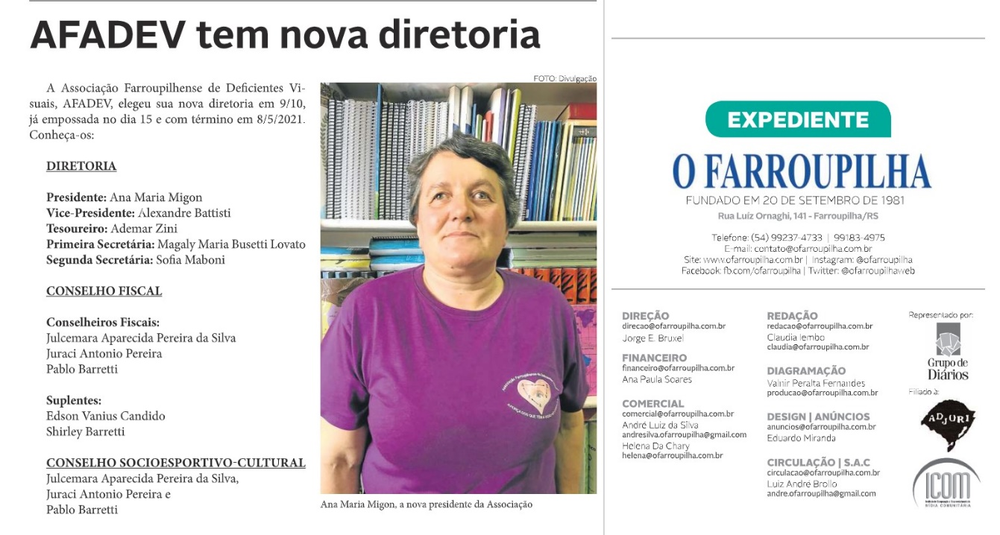 AFADEV tem nova diretoria
FOTO: Divulgação
A Associação Farroupilhense de Deficientes Vi-
suais, AFADEV, elegeu sua nova diretoria em 9/10,
já empossada no dia 15 e com término em 8/5/2021.
Conheça-os:
DIRETORIA
Presidente: Ana Maria Migon
Vice-Presidente: Alexandre Battisti
Tesoureiro: Ademar Zini
Primeira Secretária: Magaly Maria Busetti Lovato
Segunda Secretária: Sofia Maboni
CONSELHO FISCAL
Conselheiros Fiscais:
Julcemara Aparecida Pereira da Silva
Juraci Antonio Pereira
Pablo Barretti
Suplentes:
Edson Vanius Candido
Shirley Barretti
CONSELHO SOCIOESPORTIVO-CULTURAL
Julcemara Aparecida Pereira da Silva,
Juraci Antonio Pereira e
Pablo Barretti
Ana Maria Migon, a nova presidente da Associação
EXPEDIENTE
O FARROUPILHA
FUNDADO EM 20 DE SETEMBRO DE 1981
Rua Luíz Ornaghi, 141 - Farroupilha/RS
Telefone: (54) 99237-4733 | 99183-4975
E-mail: contato@ofarroupilha.com.br
Site: www.ofarroupilha.com.br | Instagram: @ofarroupilha
Facebook: fb.com/ofarroupilha | Twitter: @ofarroupilhaweb
DIREÇÃO
direcao@ofarroupilha.com.br
Jorge E. Bruxel
FINANCEIRO
financeiro@ofarroupilha.com.br
Ana Paula Soares
COMERCIAL
comercial@ofarroupilha.com.br
André Luiz da Silva
andresilva.ofarroupilha@gmail.com
Helena Da Chary
helena@ofarroupilha.com.br
REDAÇÃO
redacao@ofarroupilha.com.br
Claudia Iembo
claudia@ofarroupilha.com.br
DIAGRAMAÇÃO
Valnir Peralta Fernandes
producao@ofarroupilha.com.br
DESIGN | ANÚNCIOS
anuncios@ofarroupilha.com.br
Eduardo Miranda
CIRCULAÇÃO | S.A.C
circulacao@ofarroupilha.com.br
Luiz André Brollo
andre.ofarroupilha@gmail.com
Representado por:
Grupo de
Diários
Filiado à:
ADJORI
ICOM
MÍDIA COMUNITÁRIA